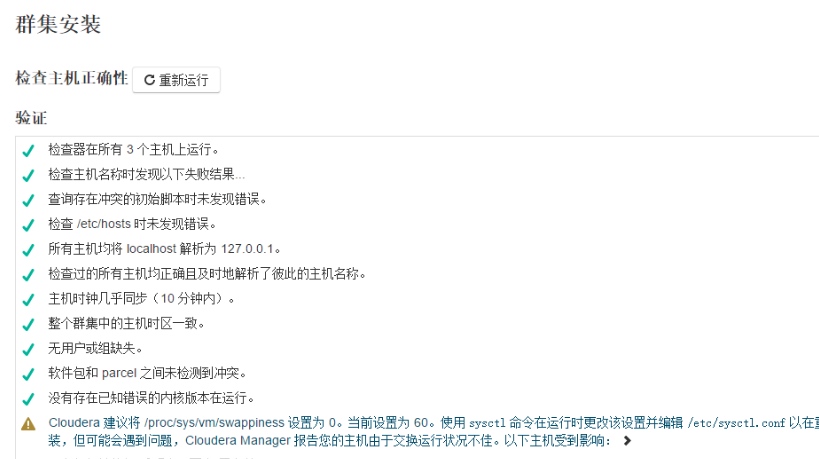 群集安装
检查主机正确性 重新运行
验证
检查器在所有 3 个主机上运行。
检查主机名称时发现以下失败结果...
查询存在冲突的初始脚本时未发现错误。
检查 /etc/hosts 时未发现错误。
所有主机均将 localhost 解析为 127.0.0.1。
检查过的所有主机均正确且及时地解析了彼此的主机名称。
主机时钟几乎同步（10 分钟内）。
整个群集中的主机时区一致。
无用户或组缺失。
软件包和 parcel 之间未检测到冲突。
没有存在已知错误的内核版本在运行。
Cloudera 建议将 /proc/sys/vm/swappiness 设置为 0。当前设置为 60。使用 sysctl 命令在运行时更改该设置并编辑 /etc/sysctl.conf 以在重
装，但可能会遇到问题，Cloudera Manager 报告您的主机由于交换运行状况不佳。以下主机受到影响：